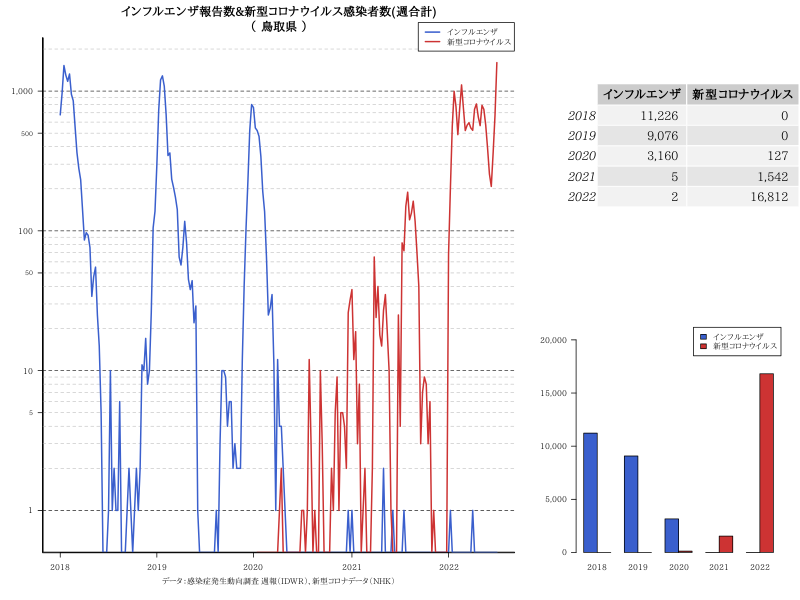 インフルエンザ報告数&新型コロナウイルス感染者数(週合計)
（ 鳥取県 ）
インフルエンザ
新型コロナウイルス
1,000
500
100
50
10
5
1
2018 2019 2020 2021 2022
データ：感染症発生動向調査 週報(IDWR)、新型コロナデータ(NHK)
インフルエンザ 新型コロナウイルス
2018 11,226 0
2019 9,076 0
2020 3,160 127
2021 5 1,542
2022 2 16,812
インフルエンザ
新型コロナウイルス
20,000
15,000
10,000
5,000
0
2018 2019 2020 2021 2022